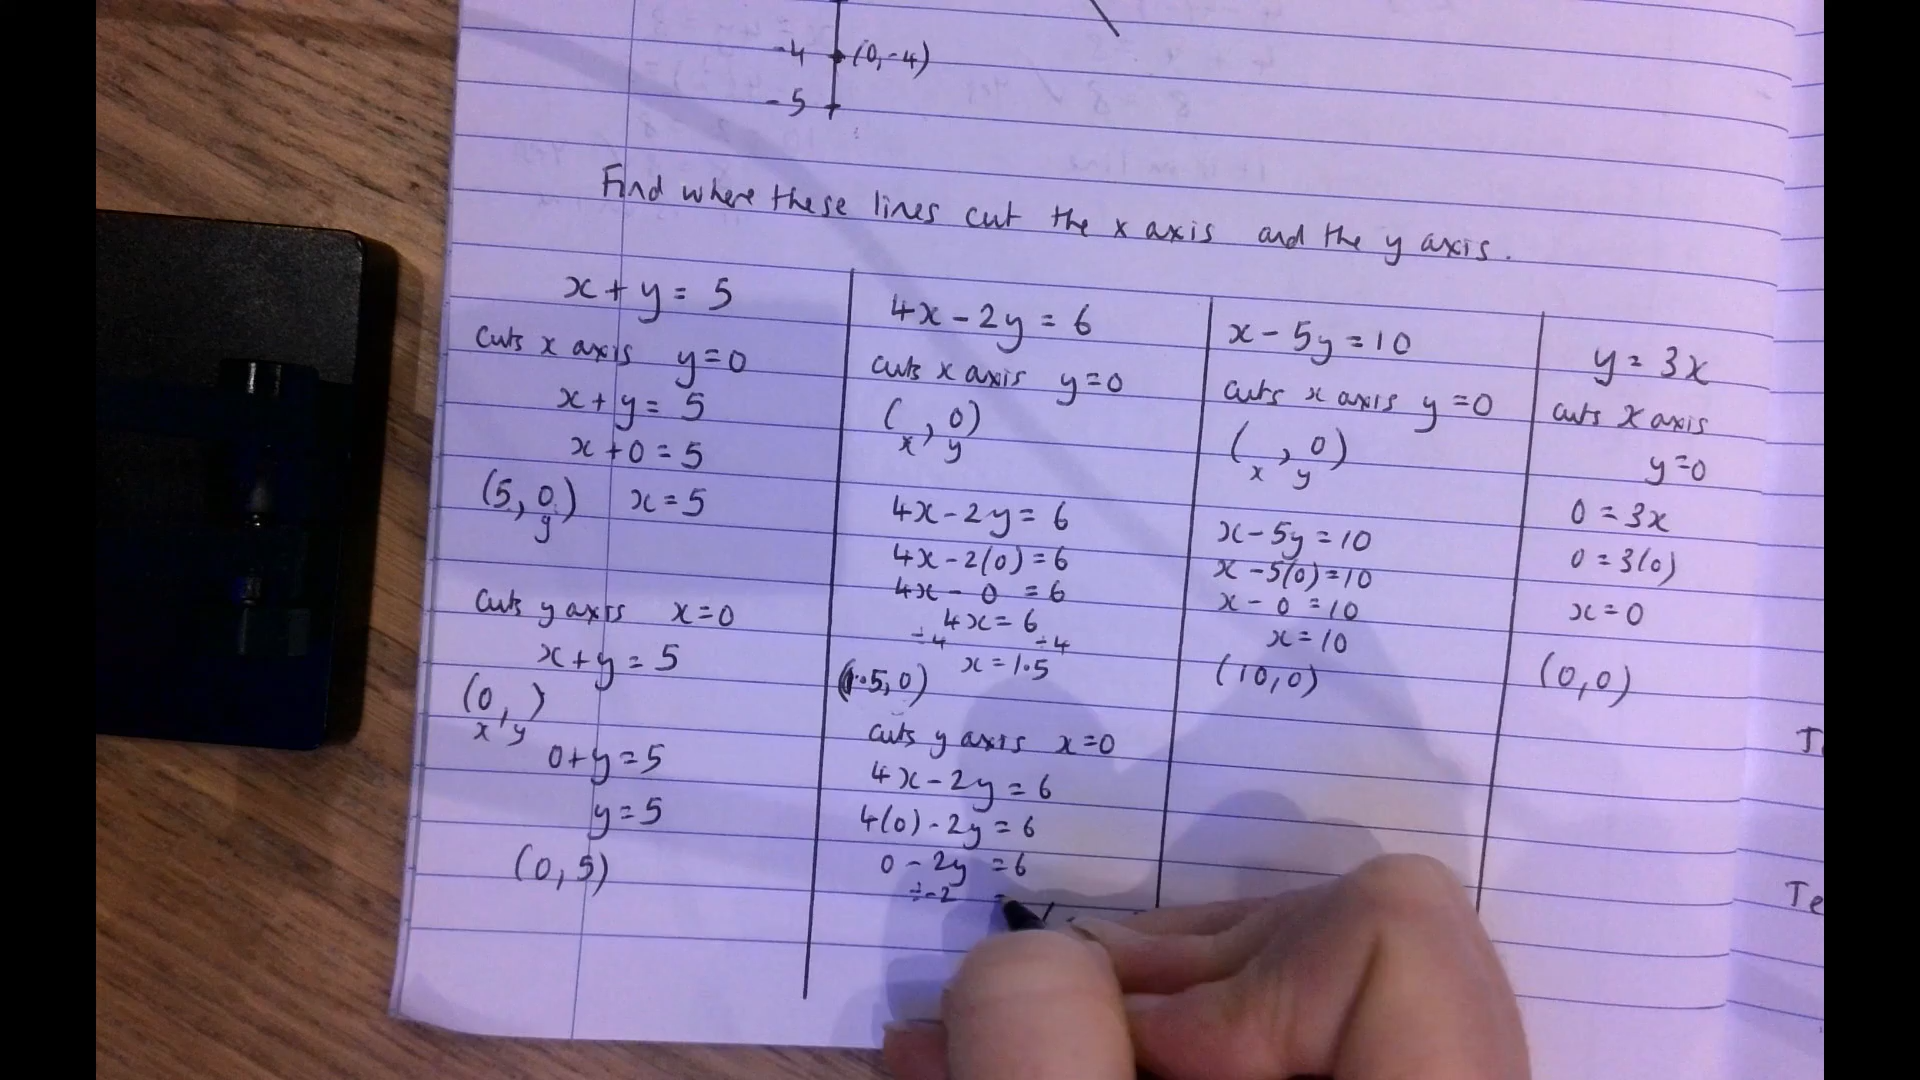 -4 (0,-4)
-5
Find where these lines cut the x axis and the y axis.
x + y = 5
cuts x axis y=0
x + y = 5
x + 0 = 5
(5, 0) x = 5
y
Cuts y axis x=0
x + y = 5
(0, )
x y
0 + y = 5
y = 5
(0, 5)
4x - 2y = 6
cuts x axis y=0
( , 0)
x y
4x - 2y = 6
4x - 2(0) = 6
4x - 0 = 6
4x = 6
÷4 ÷4
x = 1.5
(1.5, 0)
cuts y axis x=0
4x - 2y = 6
4(0) - 2y = 6
0 - 2y = 6
÷-2
x - 5y = 10
cuts x axis y=0
( , 0)
x y
x - 5y = 10
x - 5(0) = 10
x - 0 = 10
x = 10
(10,0)
y = 3x
cuts x axis
y=0
0 = 3x
0 = 3(0)
x = 0
(0,0)
Te